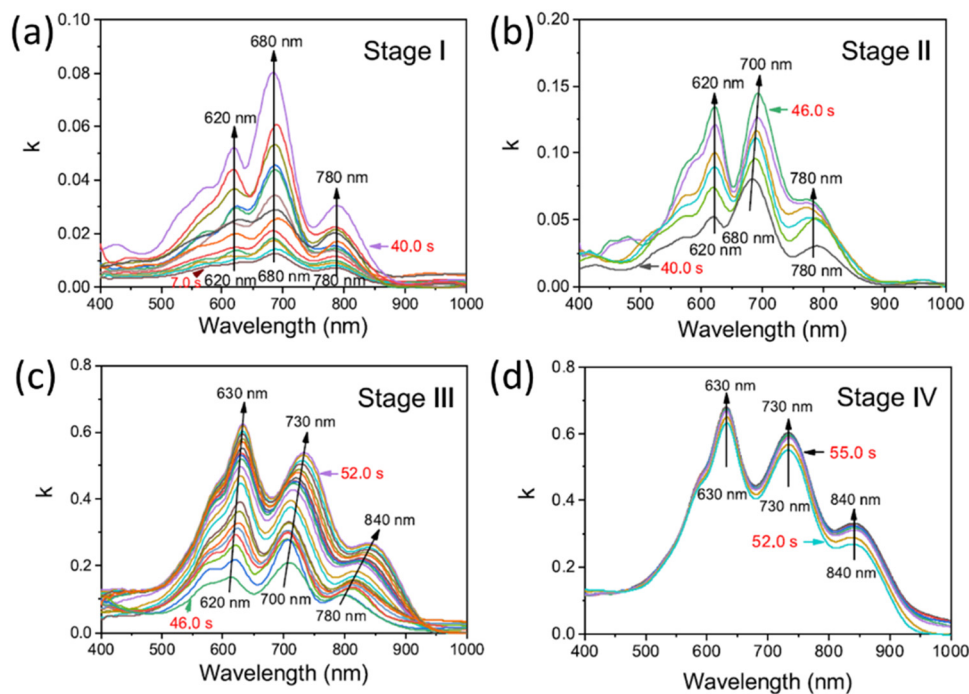 (a)
Stage I
680 nm
620 nm
780 nm
40.0 s
7.0 s
620 nm
680 nm
780 nm
0.00
0.02
0.04
0.06
0.08
0.10
k
400 500 600 700 800 900 1000
Wavelength (nm)
(b)
Stage II
620 nm
700 nm
46.0 s
780 nm
680 nm
620 nm
780 nm
40.0 s
0.00
0.05
0.10
0.15
0.20
k
400 500 600 700 800 900 1000
Wavelength (nm)
(c)
Stage III
630 nm
730 nm
52.0 s
840 nm
620 nm
700 nm
780 nm
46.0 s
0.0
0.2
0.4
0.6
0.8
k
400 500 600 700 800 900 1000
Wavelength (nm)
(d)
Stage IV
630 nm
730 nm
55.0 s
630 nm
730 nm
840 nm
52.0 s
840 nm
0.0
0.2
0.4
0.6
0.8
k
400 500 600 700 800 900 1000
Wavelength (nm)